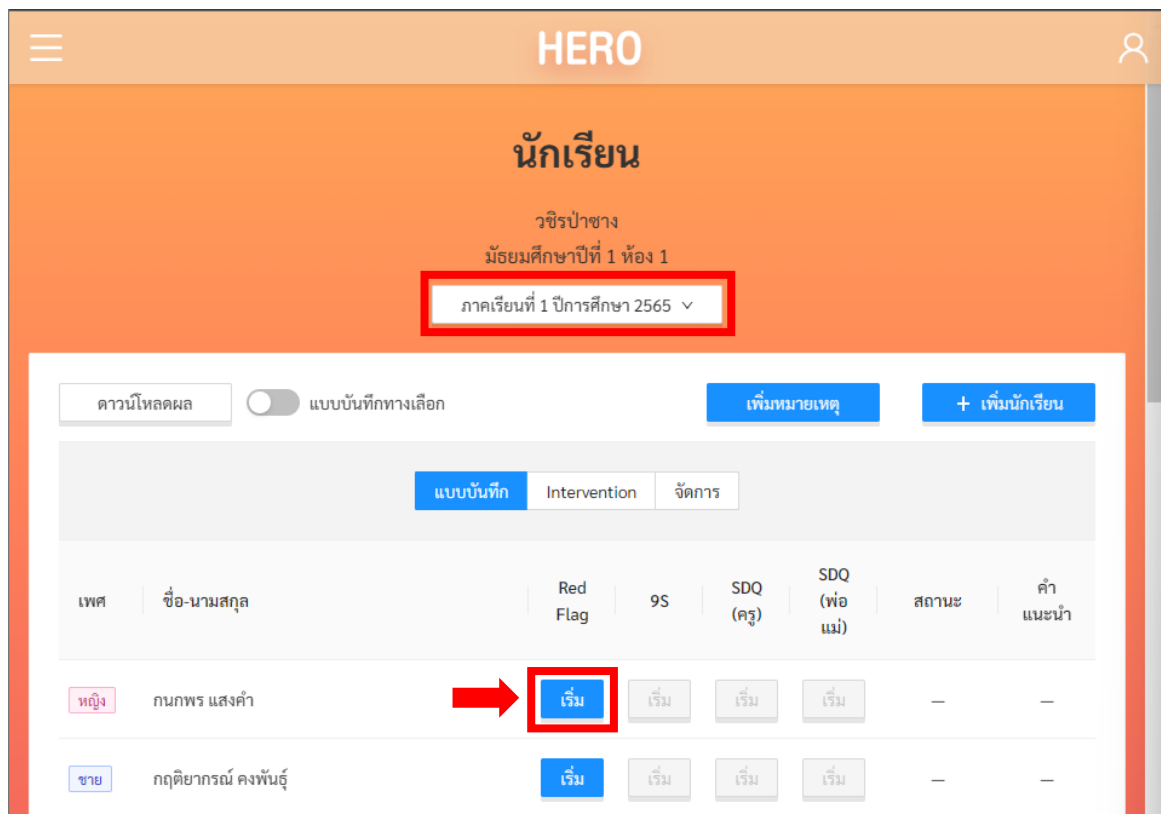 HERO
นักเรียน
วชิรป่าซาง
มัธยมศึกษาปีที่ 1 ห้อง 1
ภาคเรียนที่ 1 ปีการศึกษา 2565
ดาวน์โหลดผล แบบบันทึกทางเลือก เพิ่มหมายเหตุ + เพิ่มนักเรียน
แบบบันทึก Intervention จัดการ
เพศ ชื่อ-นามสกุล Red Flag 9S SDQ (ครู) SDQ (พ่อแม่) สถานะ คำแนะนำ
หญิง กนกพร แสงคำ เริ่ม เริ่ม เริ่ม เริ่ม — —
ชาย กฤติยากรณ์ คงพันธุ์ เริ่ม เริ่ม เริ่ม เริ่ม — —